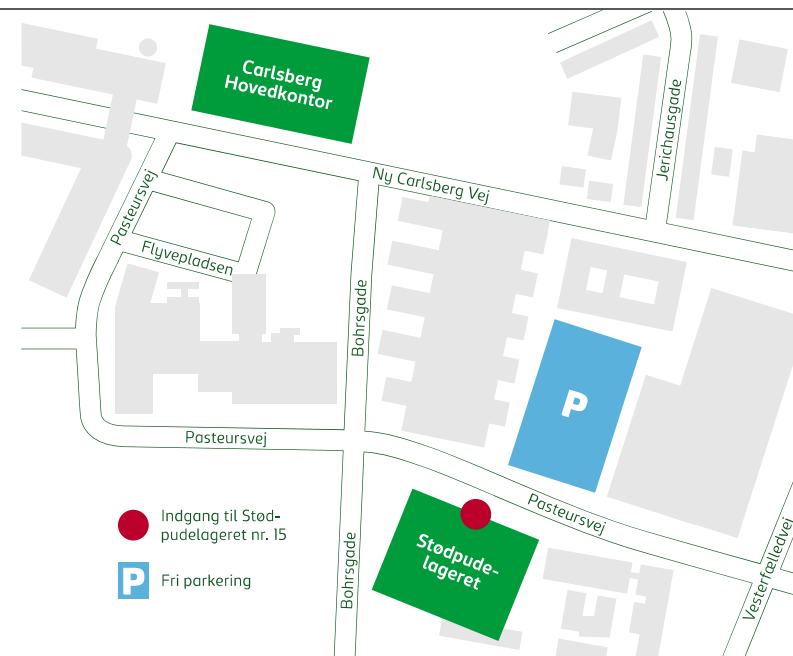 Carlsberg
Hovedkontor
Jerichausgade
Ny Carlsberg Vej
Pasteursvej
Flyvepladsen
Bohrsgade
P
Pasteursvej
Pasteursvej
Indgang til Stød-
pudelageret nr. 15
Stødpude-
lageret
Bohrsgade
Vesterfælledvej
P
Fri parkering